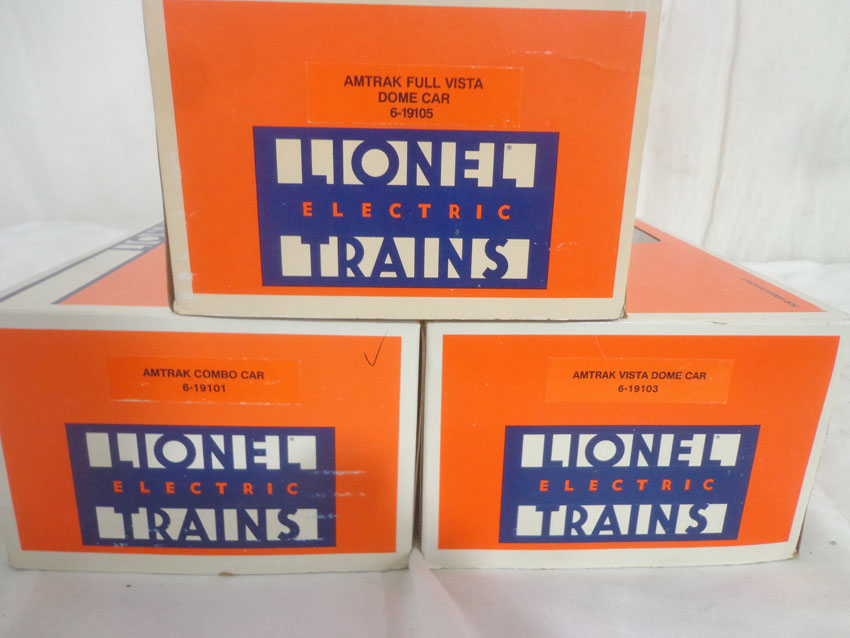 AMTRAK FULL VISTA
DOME CAR
6-19105
LIONEL®
ELECTRIC
TRAINS
AMTRAK COMBO CAR
6-19101
LIONEL®
ELECTRIC
TRAINS
AMTRAK VISTA DOME CAR
6-19103
LIONEL®
ELECTRIC
TRAINS